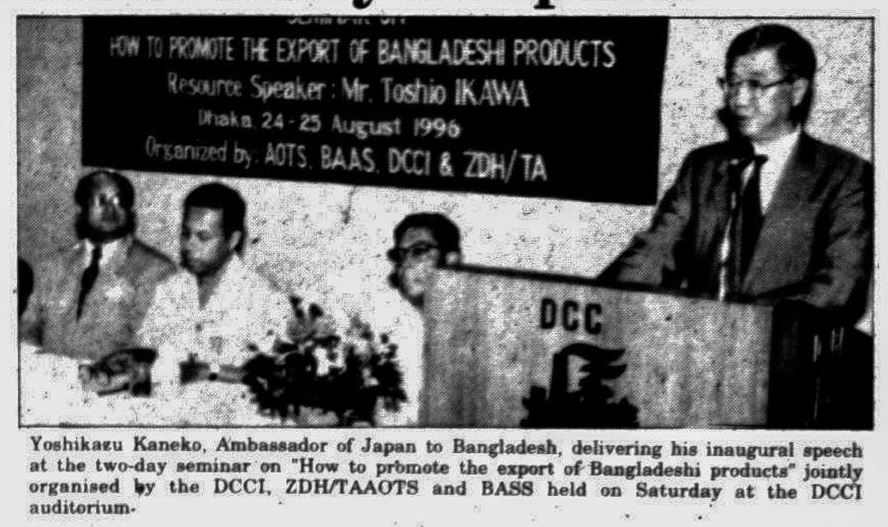 SEMINAR ON
HOW TO PROMOTE THE EXPORT OF BANGLADESHI PRODUCTS
Resource Speaker : Mr. Toshio IKAWA
Dhaka, 24-25 August 1996
Organized by: AOTS, BAAS, DCCI & ZDH/TA
DCC
Yoshikazu Kaneko, Ambassador of Japan to Bangladesh, delivering his inaugural speech
at the two-day seminar on "How to prbmote the export of Bangladeshi products" jointly
organised by the DCCI, ZDH/TAAOTS and BASS held on Saturday at the DCCI
auditorium.